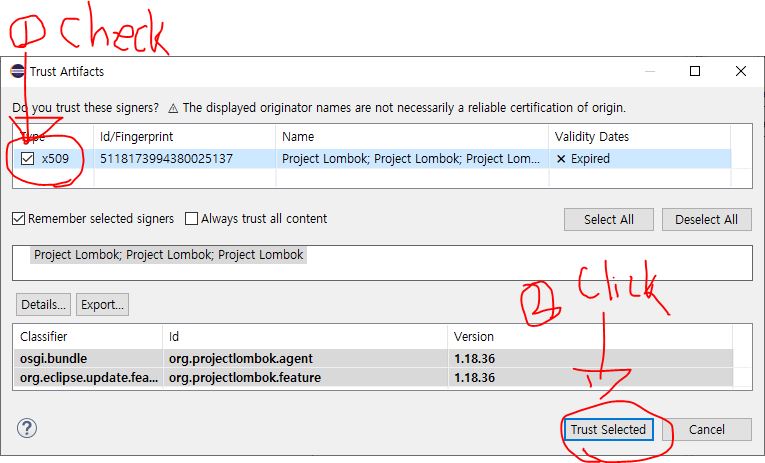 ① Check
Trust Artifacts
Do you trust these signers? ⚠ The displayed originator names are not necessarily a reliable certification of origin.
Type Id/Fingerprint Name Validity Dates
x509 5118173994380025137 Project Lombok; Project Lombok; Project Lom... ✕ Expired
Remember selected signers Always trust all content Select All Deselect All
Project Lombok; Project Lombok; Project Lombok
② Click
Details... Export...
Classifier Id Version
osgi.bundle org.projectlombok.agent 1.18.36
org.eclipse.update.fea... org.projectlombok.feature 1.18.36
? Trust Selected Cancel